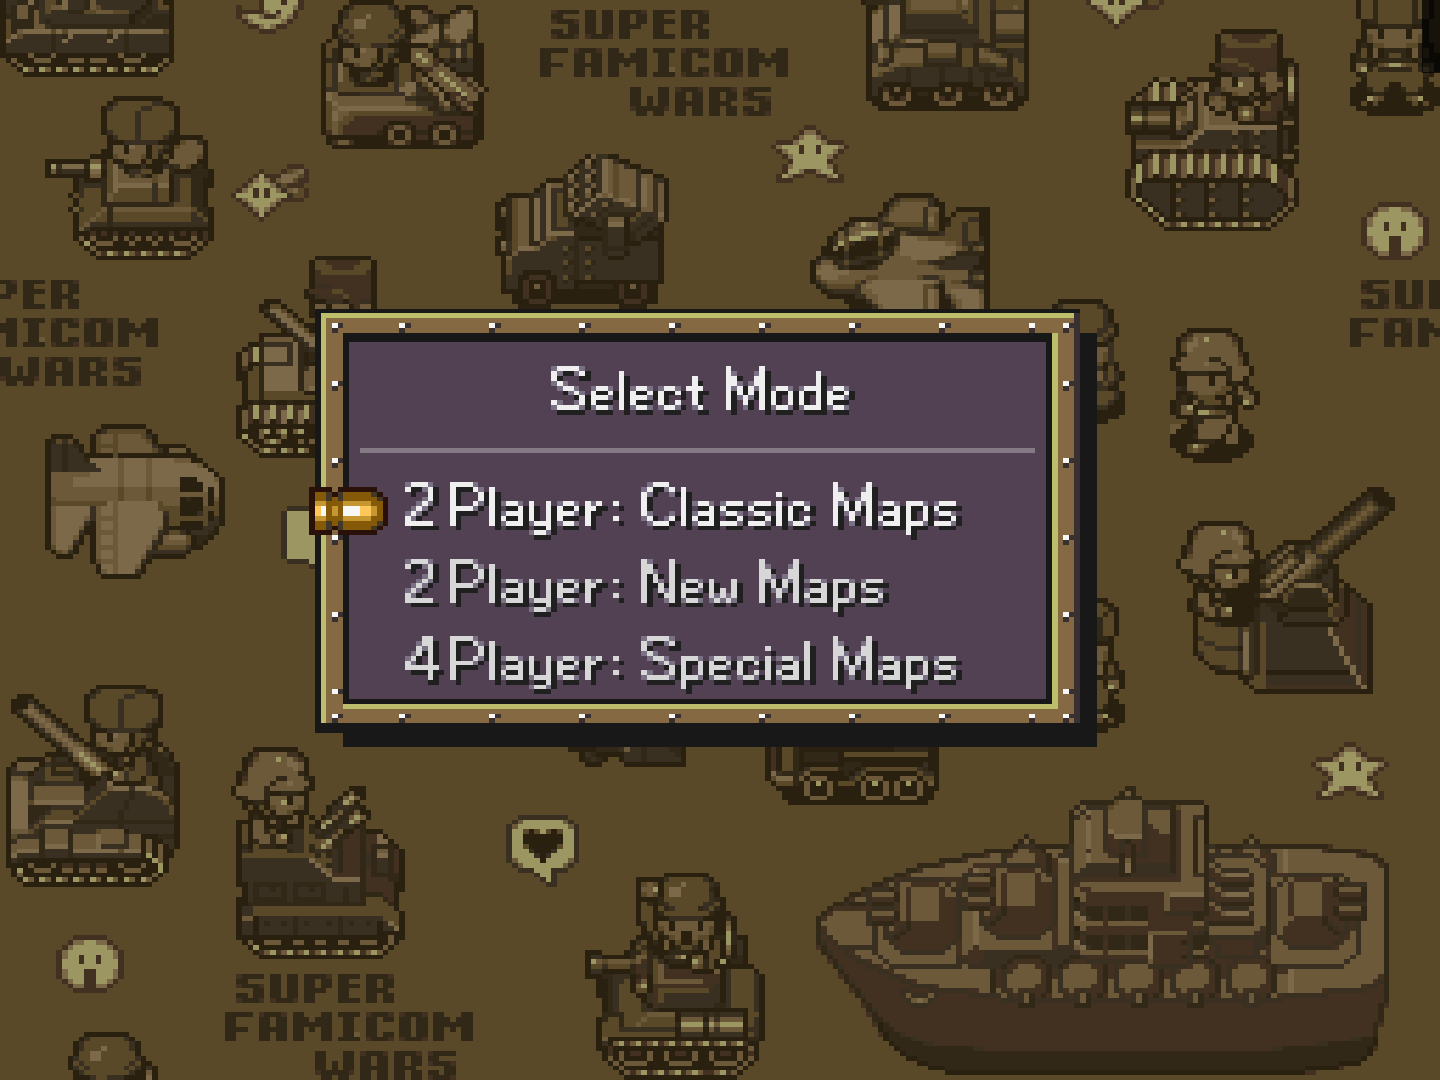 SUPER
FAMICOM
WARS
PER
MICOM
WARS
SU
FAM
Select Mode
2 Player: Classic Maps
2 Player: New Maps
4 Player: Special Maps
SUPER
FAMICOM
WARS